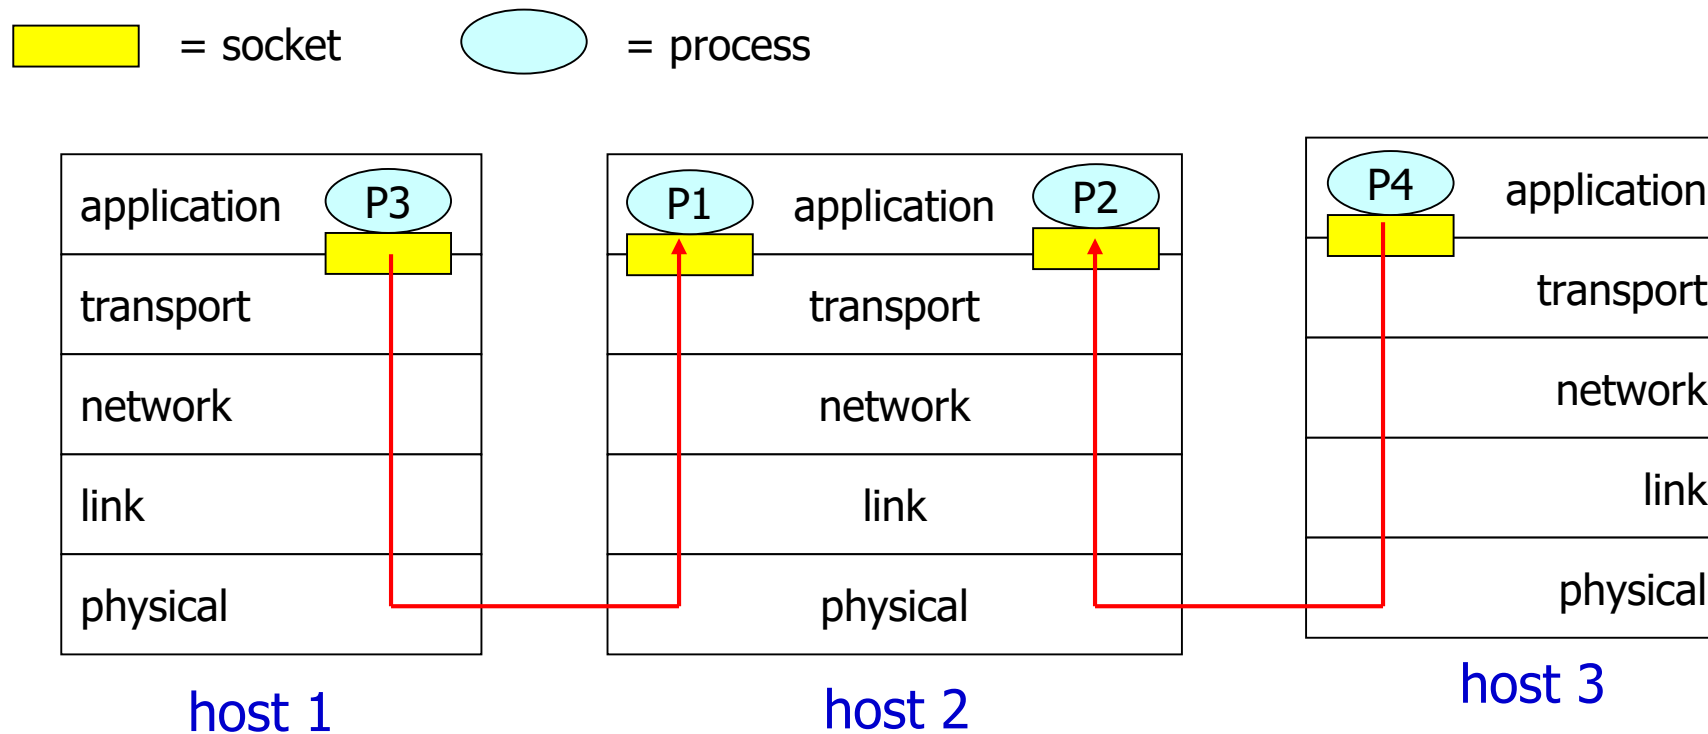 = socket
= process
application
P3
transport
network
link
physical
host 1
P1
application
P2
transport
network
link
physical
host 2
P4
application
transport
network
link
physical
host 3